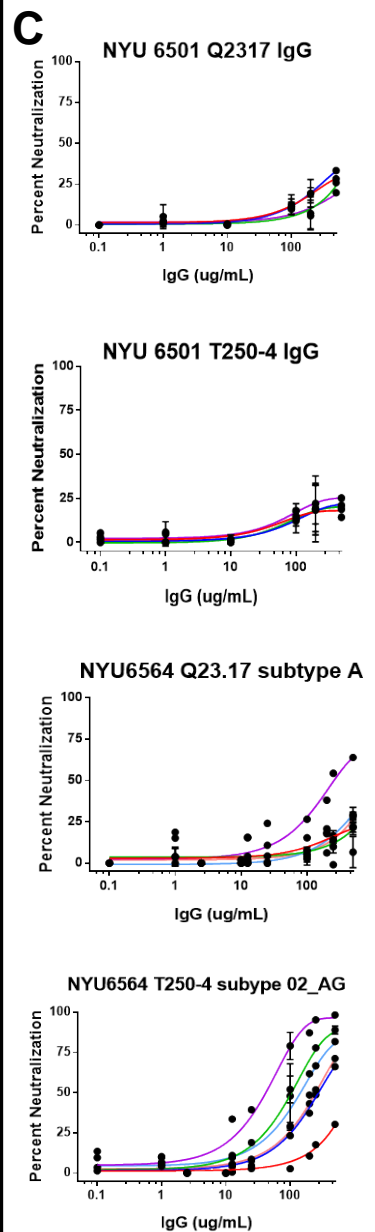 C
NYU 6501 Q2317 IgG
Percent Neutralization
100
75
50
25
0
0.1 1 10 100
IgG (ug/mL)
NYU 6501 T250-4 IgG
Percent Neutralization
100
75
50
25
0
0.1 1 10 100
IgG (ug/mL)
NYU6564 Q23.17 subtype A
Percent Neutralization
100
75
50
25
0
0.1 1 10 100
IgG (ug/mL)
NYU6564 T250-4 subype 02_AG
Percent Neutralization
100
75
50
25
0
0.1 1 10 100
IgG (ug/mL)